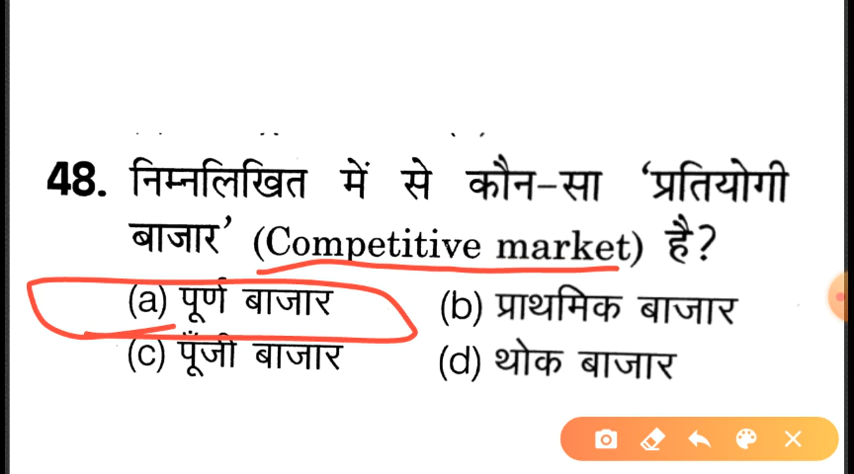 48. निम्नलिखित में से कौन-सा ‘प्रतियोगी
बाजार’ (Competitive market) है?
(a) पूर्ण बाजार (b) प्राथमिक बाजार
(c) पूँजी बाजार (d) थोक बाजार